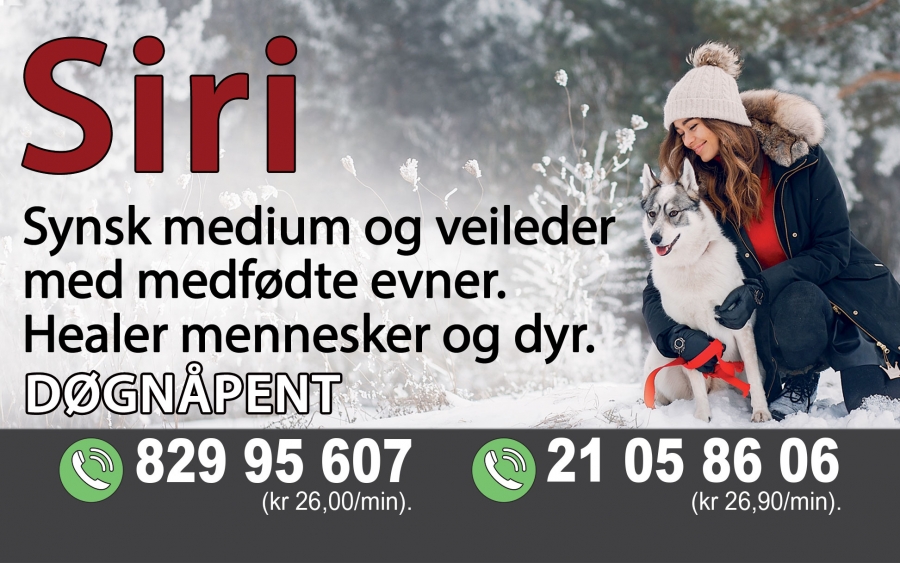 Siri
Synsk medium og veileder
med medfødte evner.
Healer mennesker og dyr.
DØGNÅPENT
829 95 607
(kr 26,00/min).
21 05 86 06
(kr 26,90/min).